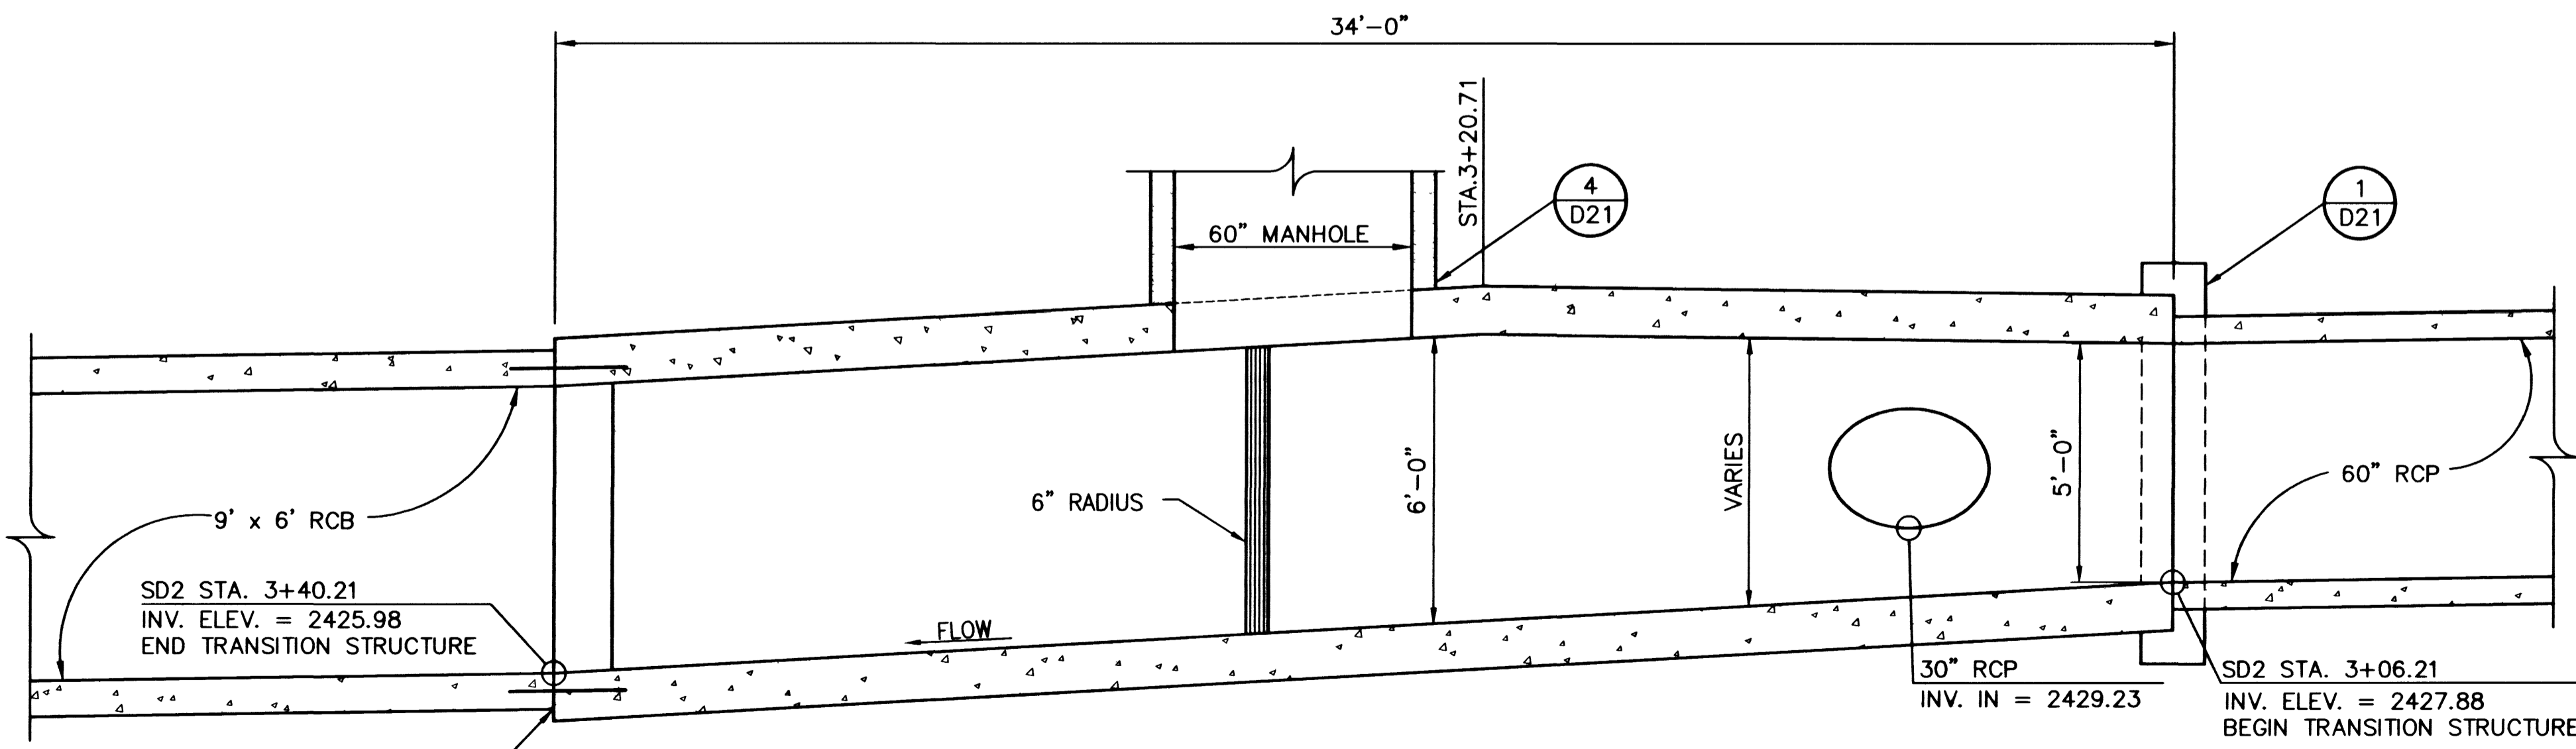 34'-0"
STA.3+20.71
4
D21
1
D21
60" MANHOLE
6" RADIUS
6'-0"
VARIES
5'-0"
60" RCP
9' x 6' RCB
SD2 STA. 3+40.21
INV. ELEV. = 2425.98
END TRANSITION STRUCTURE
FLOW
30" RCP
INV. IN = 2429.23
SD2 STA. 3+06.21
INV. ELEV. = 2427.88
BEGIN TRANSITION STRUCTURE